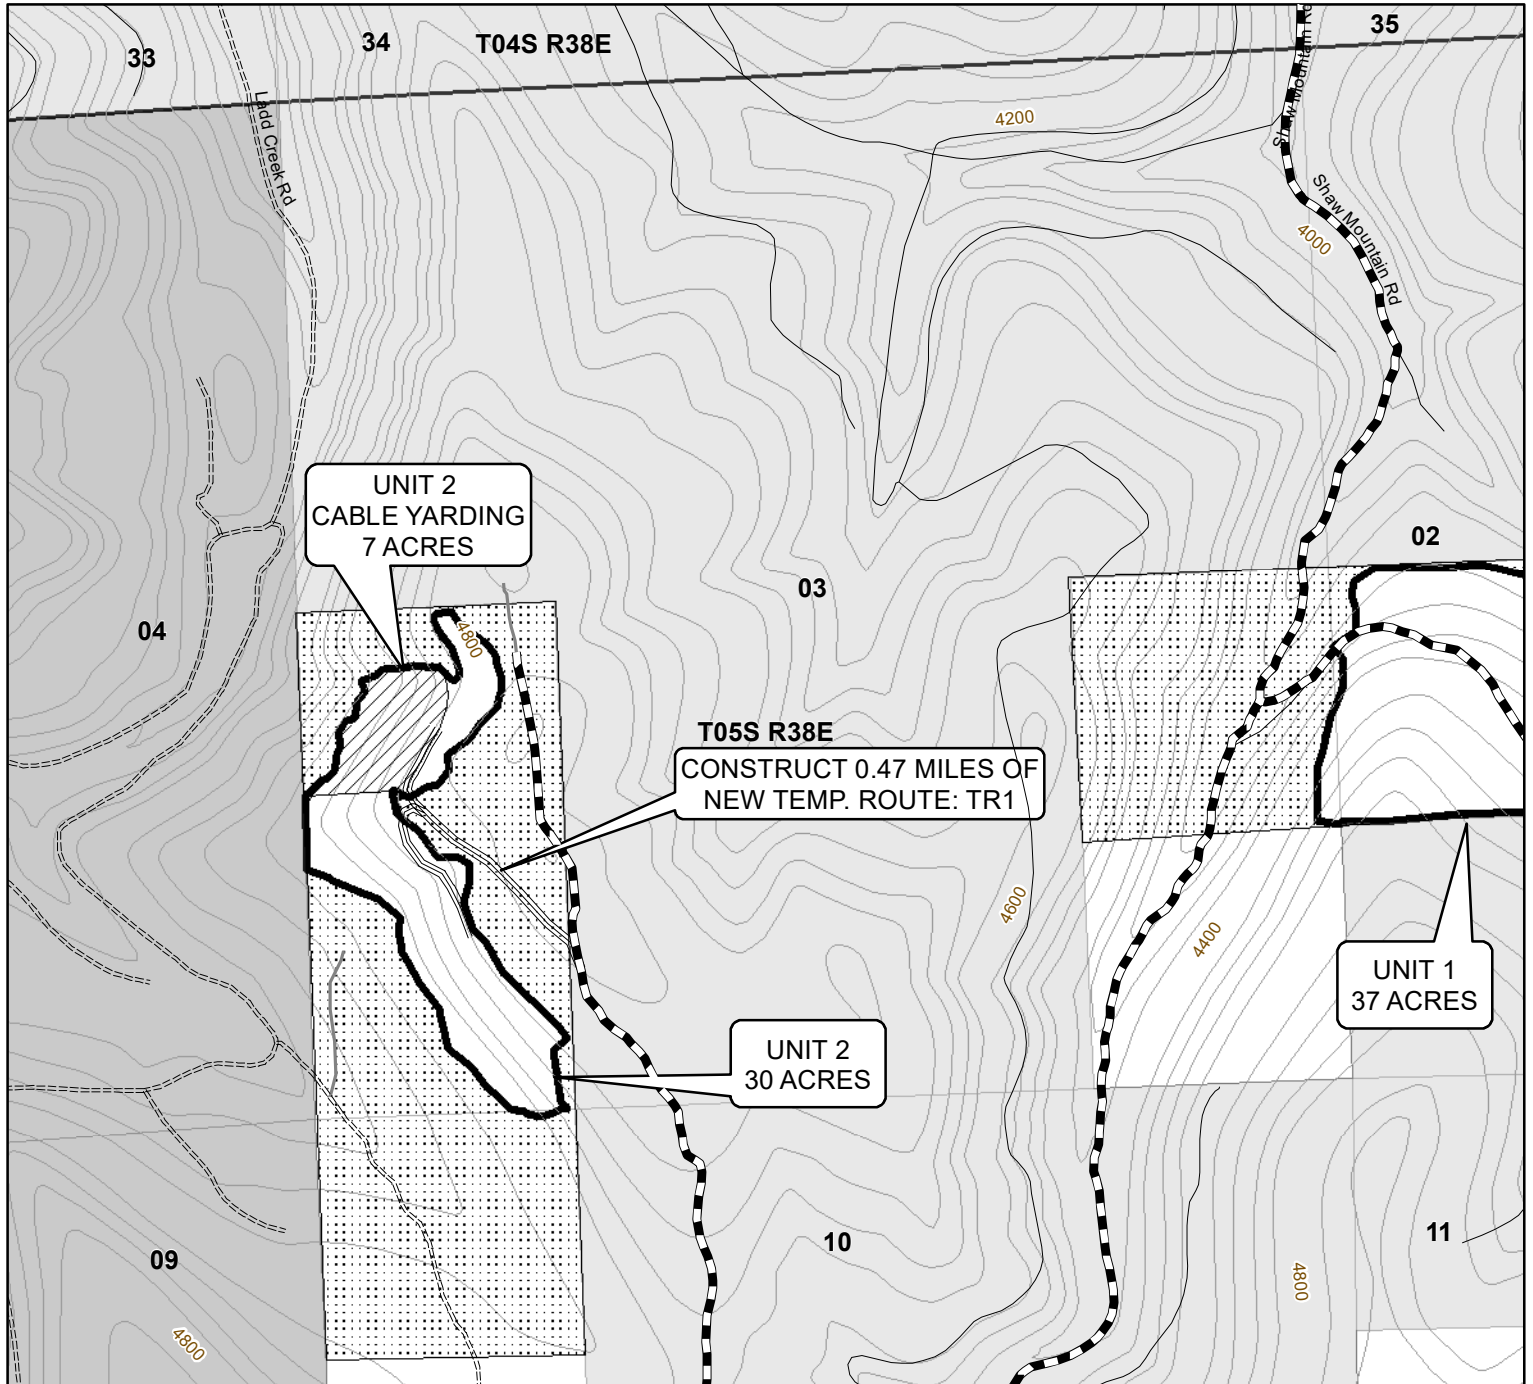 33
34
T04S R38E
35
Shaw Mountain Rd
Ladd Creek Rd
4200
Shaw Mountain Rd
4000
UNIT 2
CABLE YARDING
7 ACRES
02
03
04
4800
T05S R38E
CONSTRUCT 0.47 MILES OF
NEW TEMP. ROUTE: TR1
4600
4400
UNIT 1
37 ACRES
UNIT 2
30 ACRES
09
10
11
4800
4800